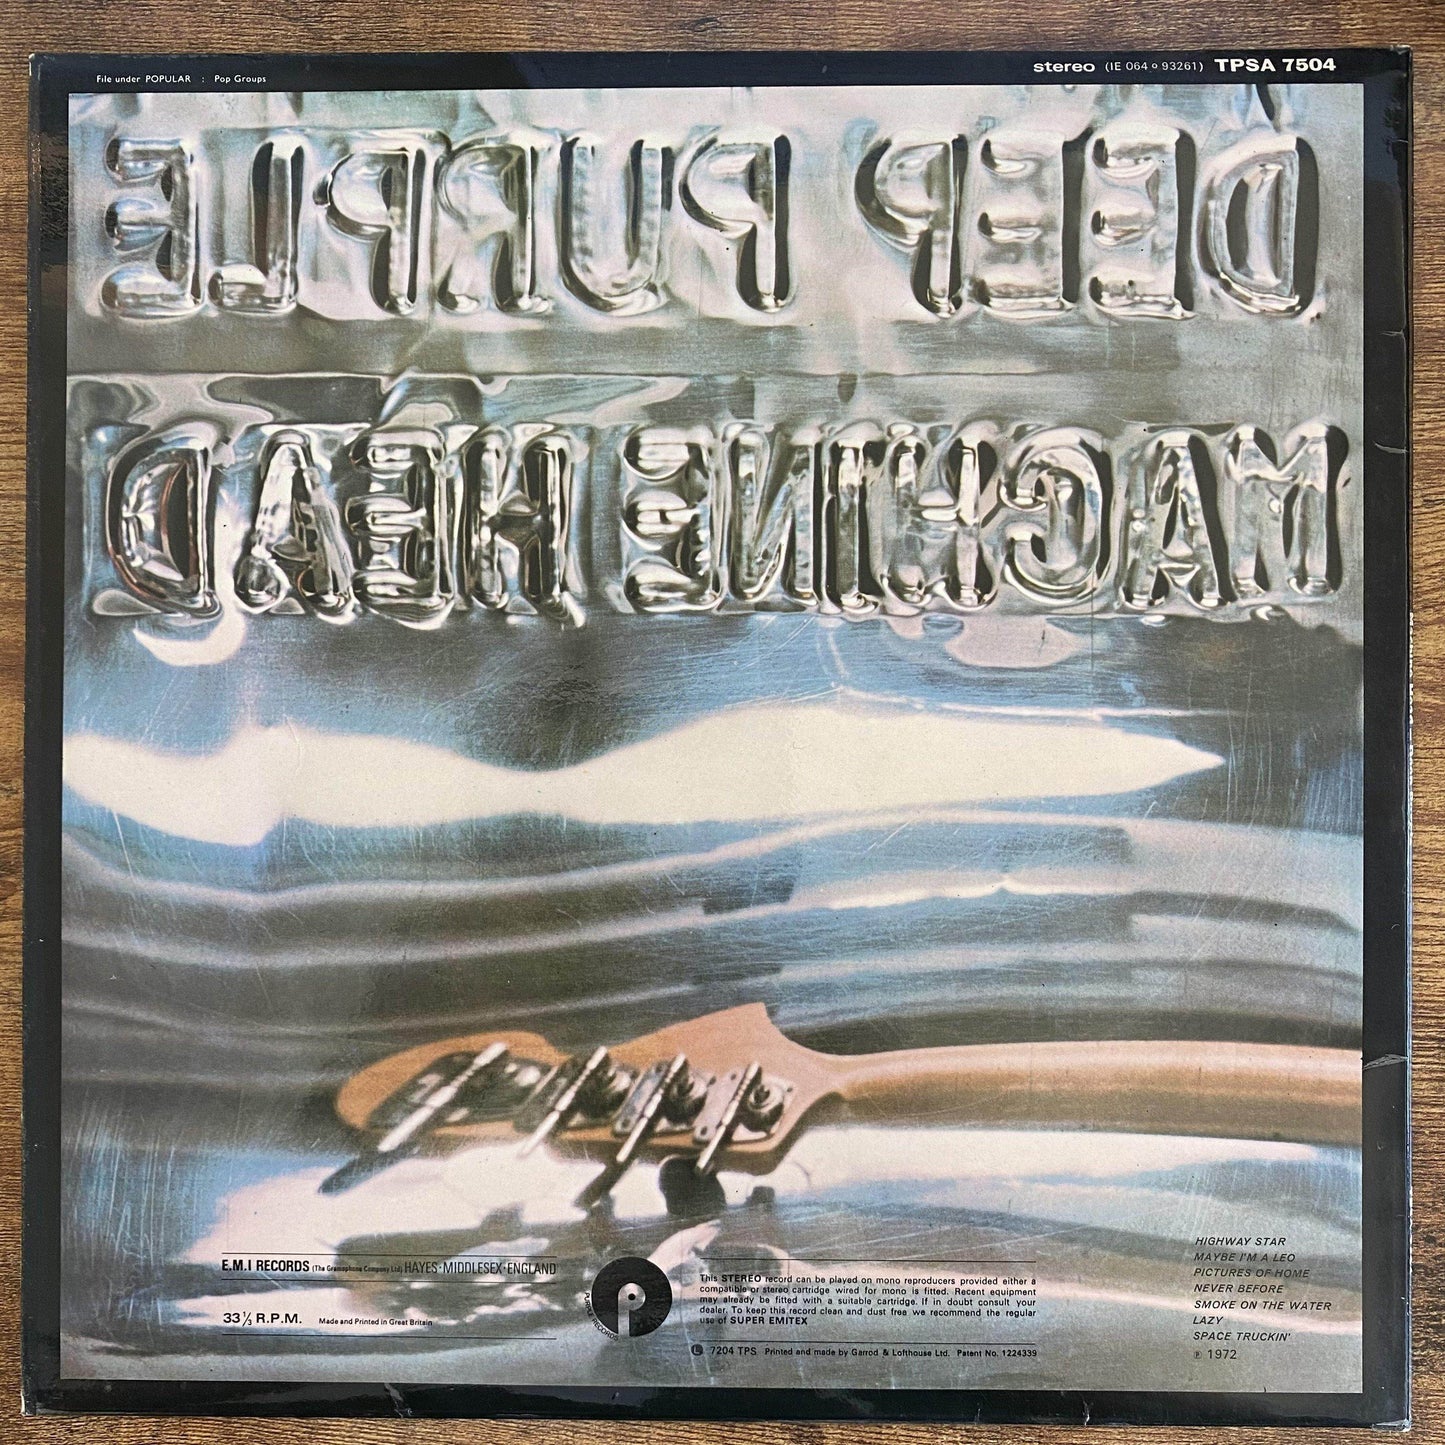 File under POPULAR : Pop Groups
stereo (1E 064 o 93261) TPSA 7504
DEEP PURPLE
MACHINE HEAD
HIGHWAY STAR
MAYBE I'M A LEO
PICTURES OF HOME
NEVER BEFORE
SMOKE ON THE WATER
LAZY
SPACE TRUCKIN'
℗ 1972
E.M.I RECORDS (The Gramophone Company Ltd) HAYES·MIDDLESEX·ENGLAND
33⅓ R.P.M. Made and Printed in Great Britain
PURPLE RECORDS
This STEREO record can be played on mono reproducers provided either a
compatible or stereo cartridge wired for mono is fitted. Recent equipment
may already be fitted with a suitable cartridge. If in doubt consult your
dealer. To keep this record clean and dust free we recommend the regular
use of SUPER EMITEX
Ⓛ 7204 TPS Printed and made by Garrod & Lofthouse Ltd. Patent No. 1224339